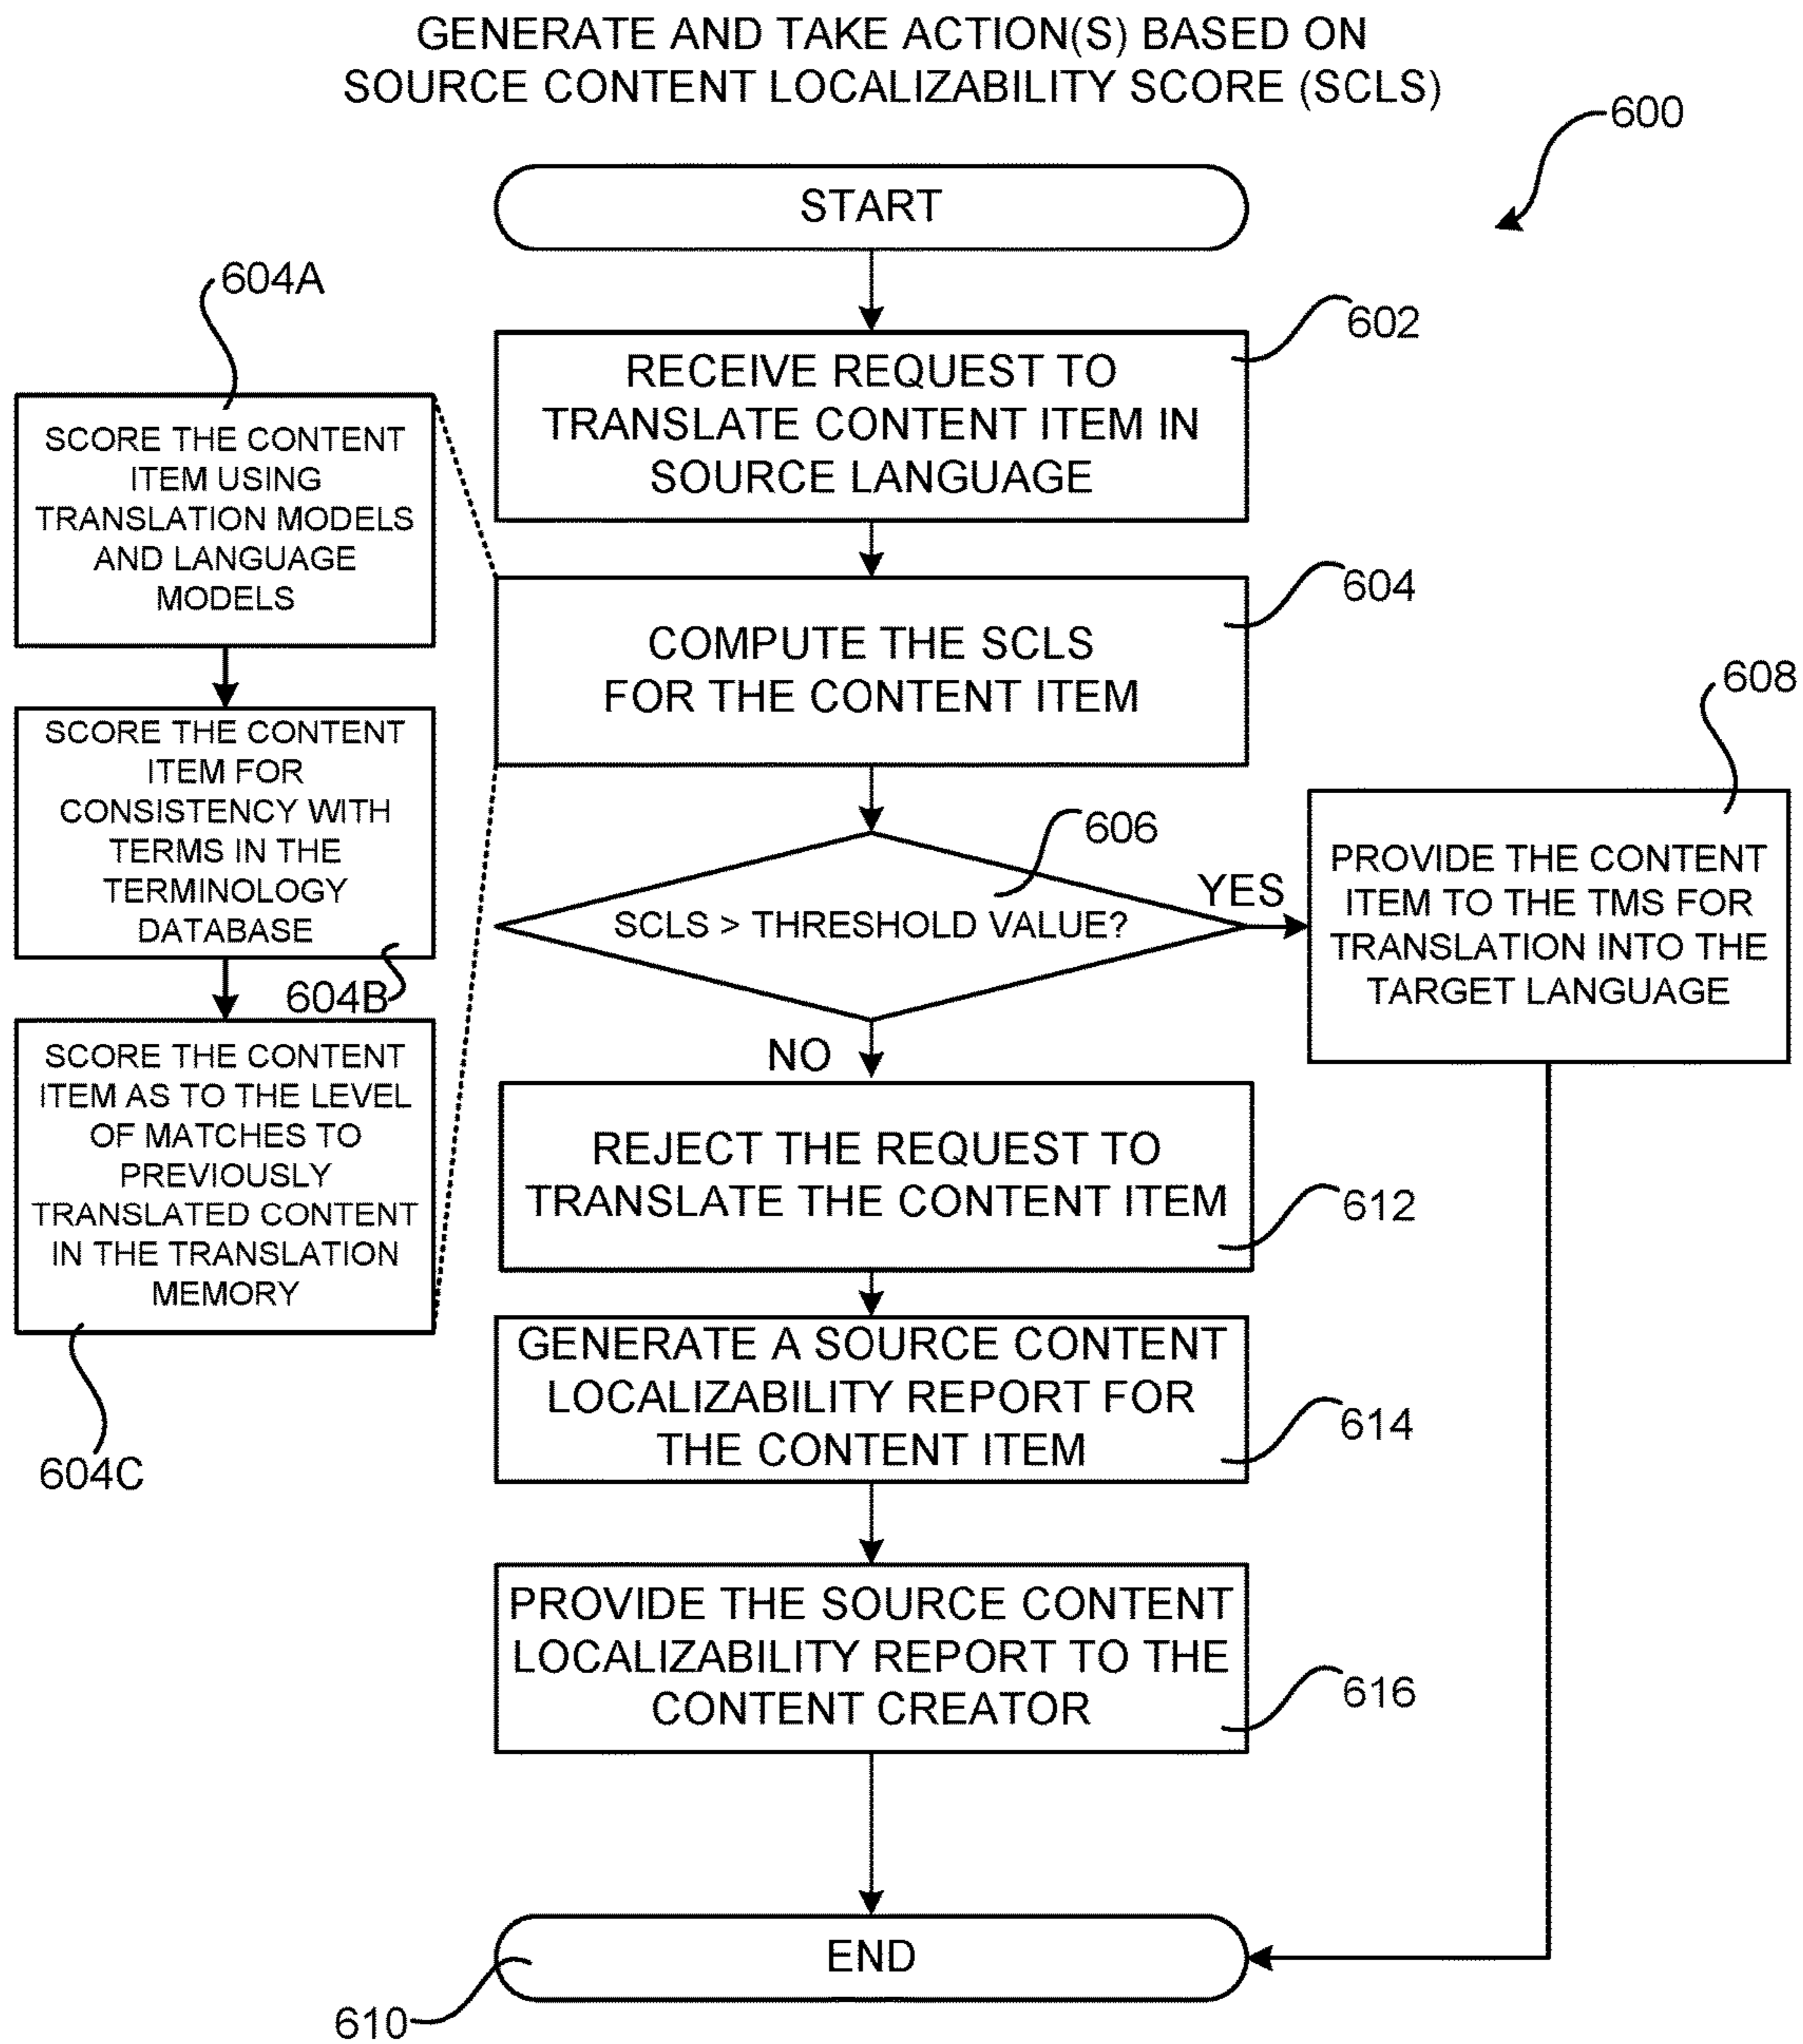 GENERATE AND TAKE ACTION(S) BASED ON
SOURCE CONTENT LOCALIZABILITY SCORE (SCLS)
600
START
602
RECEIVE REQUEST TO
TRANSLATE CONTENT ITEM IN
SOURCE LANGUAGE
604A
SCORE THE CONTENT
ITEM USING
TRANSLATION MODELS
AND LANGUAGE
MODELS
604
COMPUTE THE SCLS
FOR THE CONTENT ITEM
SCORE THE CONTENT
ITEM FOR
CONSISTENCY WITH
TERMS IN THE
TERMINOLOGY
DATABASE
604B
606
SCLS > THRESHOLD VALUE?
YES
608
PROVIDE THE CONTENT
ITEM TO THE TMS FOR
TRANSLATION INTO THE
TARGET LANGUAGE
NO
SCORE THE CONTENT
ITEM AS TO THE LEVEL
OF MATCHES TO
PREVIOUSLY
TRANSLATED CONTENT
IN THE TRANSLATION
MEMORY
604C
REJECT THE REQUEST TO
TRANSLATE THE CONTENT ITEM
612
GENERATE A SOURCE CONTENT
LOCALIZABILITY REPORT FOR
THE CONTENT ITEM
614
PROVIDE THE SOURCE CONTENT
LOCALIZABILITY REPORT TO THE
CONTENT CREATOR
616
END
610